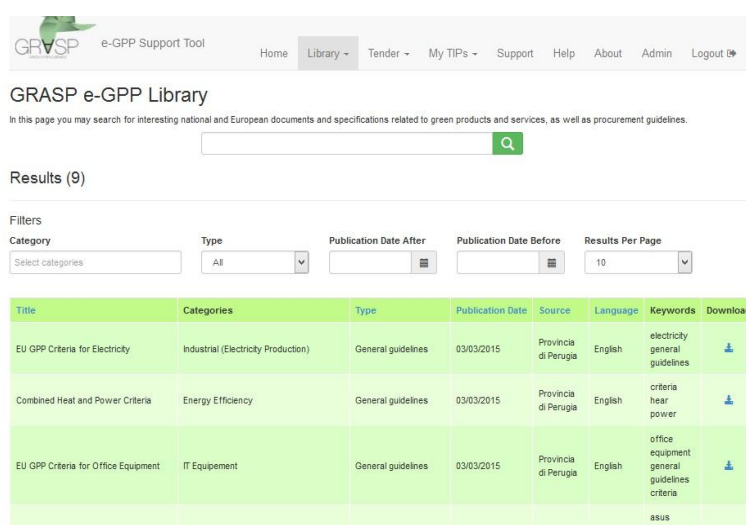 GRASP
e-GPP Support Tool
Home Library Tender My TIPs Support Help About Admin Logout
GRASP e-GPP Library
In this page you may search for interesting national and European documents and specifications related to green products and services, as well as procurement guidelines.
Results (9)
Filters
Category Type Publication Date After Publication Date Before Results Per Page
Select categories All 10
Title Categories Type Publication Date Source Language Keywords Downloa
EU GPP Criteria for Electricity Industrial (Electricity Production) General guidelines 03/03/2015 Provincia di Perugia English electricity general guidelines
Combined Heat and Power Criteria Energy Efficiency General guidelines 03/03/2015 Provincia di Perugia English criteria hear power
EU GPP Criteria for Office Equipment IT Equipement General guidelines 03/03/2015 Provincia di Perugia English office equipment general guidelines criteria
asus